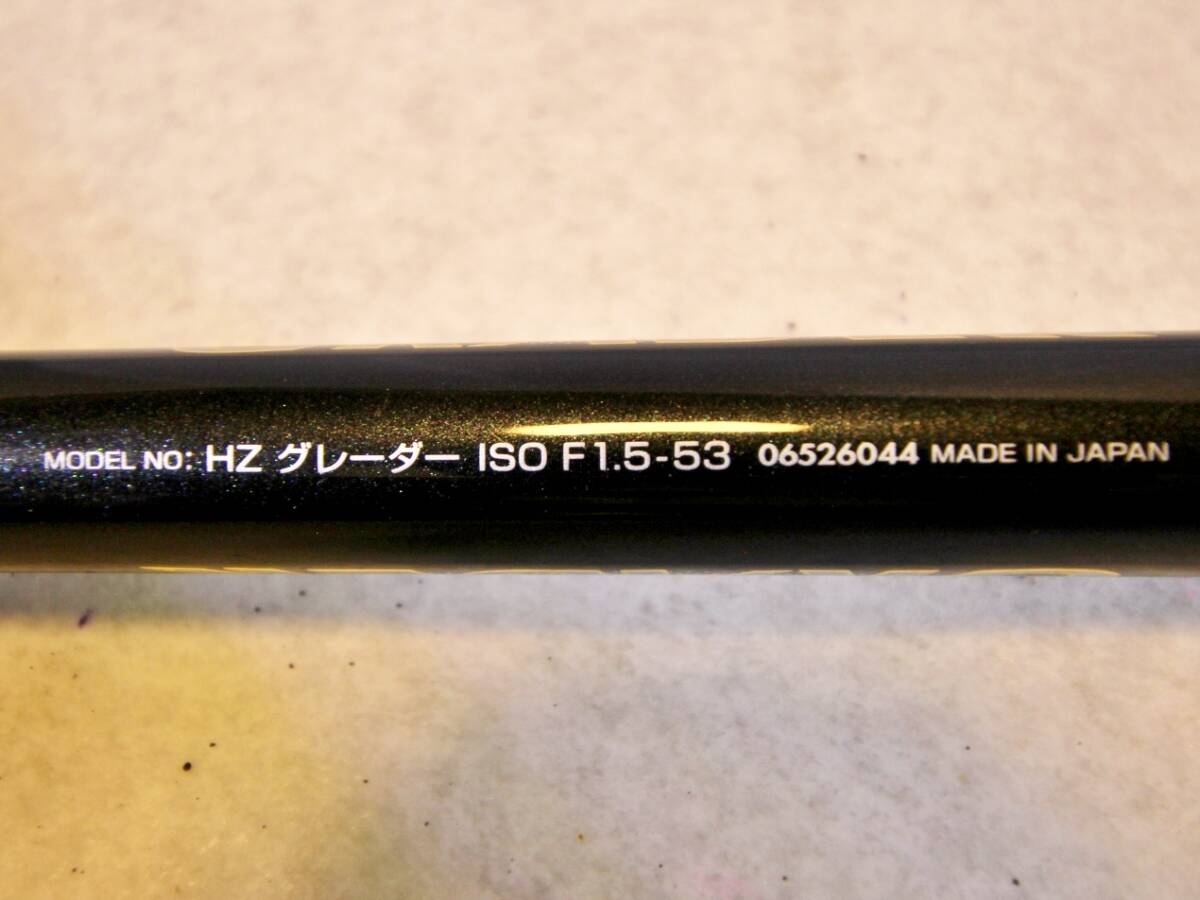 MODEL NO: HZ グレーダー ISO F1.5-53 06526044 MADE IN JAPAN